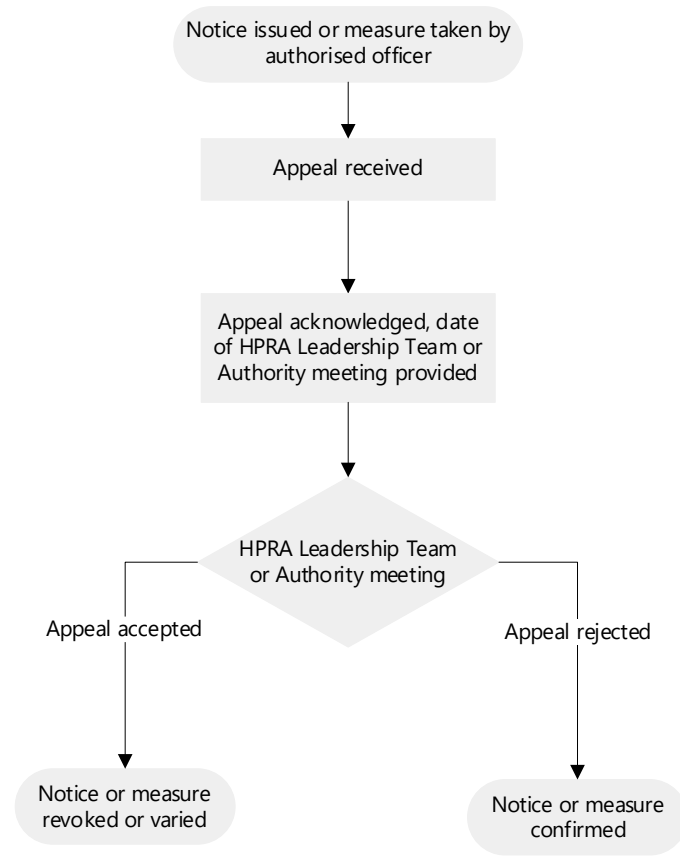 Notice issued or measure taken by
authorised officer
Appeal received
Appeal acknowledged, date
of HPRA Leadership Team or
Authority meeting provided
HPRA Leadership Team
or Authority meeting
Appeal accepted
Appeal rejected
Notice or measure
revoked or varied
Notice or measure
confirmed